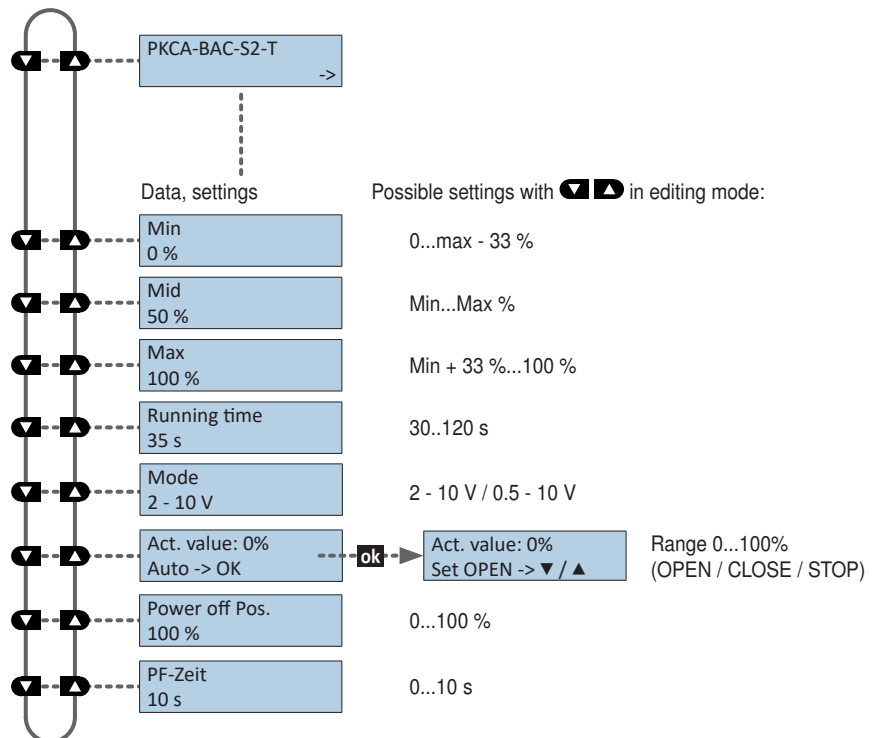 PKCA-BAC-S2-T
->
Data, settings
Possible settings with ▼ △ in editing mode:
Min
0 %
0...max - 33 %
Mid
50 %
Min...Max %
Max
100 %
Min + 33 %...100 %
Running time
35 s
30..120 s
Mode
2 - 10 V
2 - 10 V / 0.5 - 10 V
Act. value: 0%
Auto -> OK
ok
Act. value: 0%
Set OPEN -> ▼ / ▲
Range 0...100%
(OPEN / CLOSE / STOP)
Power off Pos.
100 %
0...100 %
PF-Zeit
10 s
0...10 s